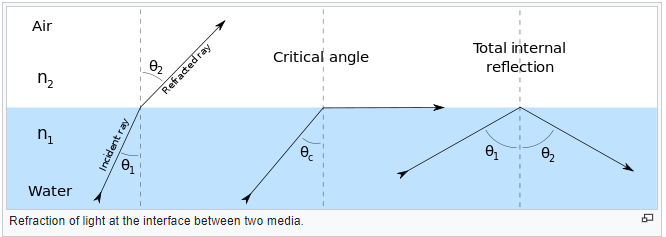 Air
n2
n1
Water
θ2
Refracted ray
Incident ray
θ1
Critical angle
θc
Total internal
reflection
θ1
θ2
Refraction of light at the interface between two media.